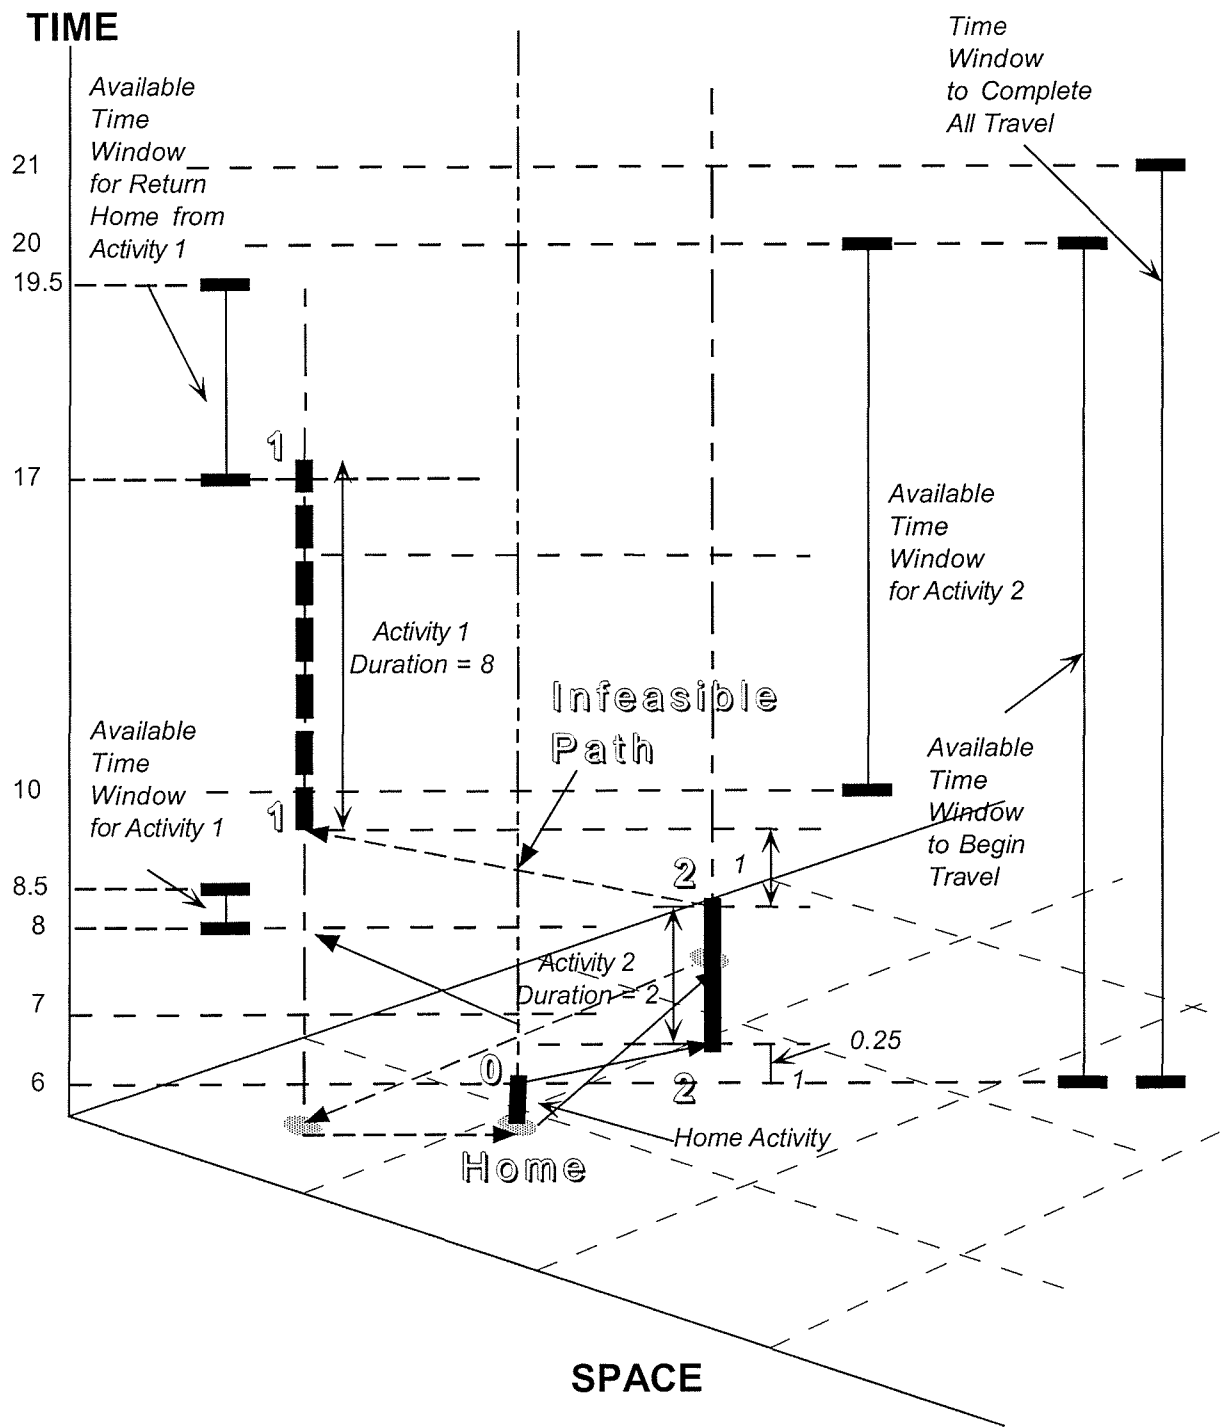 TIME
Available
Time
Window
for Return
Home from
Activity 1
Time
Window
to Complete
All Travel
21
20
19.5
1
17
Available
Time
Window
for Activity 2
Activity 1
Duration = 8
Infeasible
Path
Available
Time
Window
for Activity 1
Available
Time
Window
to Begin
Travel
10
1
2
1
8.5
8
Activity 2
Duration = 2
7
0.25
0
6
2
1
Home Activity
Home
SPACE